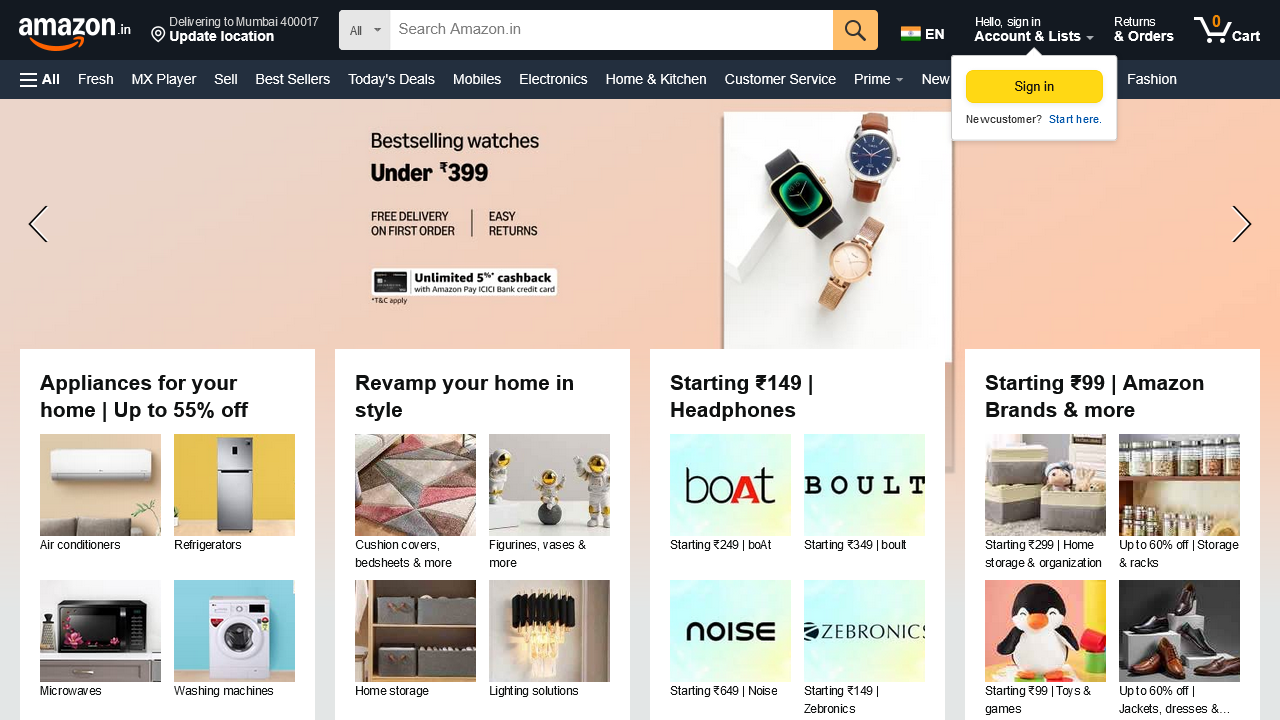 amazon.in
Delivering to Mumbai 400017
Update location
All
Search Amazon.in
EN
Hello, sign in
Account & Lists
Returns
& Orders
0
Cart
All
Fresh
MX Player
Sell
Best Sellers
Today's Deals
Mobiles
Electronics
Home & Kitchen
Customer Service
Prime
New
Fashion
Sign in
New customer? Start here.
Bestselling watches
Under ₹399
FREE DELIVERY
ON FIRST ORDER
EASY
RETURNS
Unlimited 5%* cashback
with Amazon Pay ICICI Bank credit card
*T&C apply
Appliances for your
home | Up to 55% off
Air conditioners
Refrigerators
Microwaves
Washing machines
Revamp your home in
style
Cushion covers,
bedsheets & more
Figurines, vases &
more
Home storage
Lighting solutions
Starting ₹149 |
Headphones
boAt
BOULT
Starting ₹249 | boAt
Starting ₹349 | boult
noise
ZEBRONICS
Starting ₹649 | Noise
Starting ₹149 |
Zebronics
Starting ₹99 | Amazon
Brands & more
Starting ₹299 | Home
storage & organization
Up to 60% off | Storage
& racks
Starting ₹99 | Toys &
games
Up to 60% off |
Jackets, dresses &...